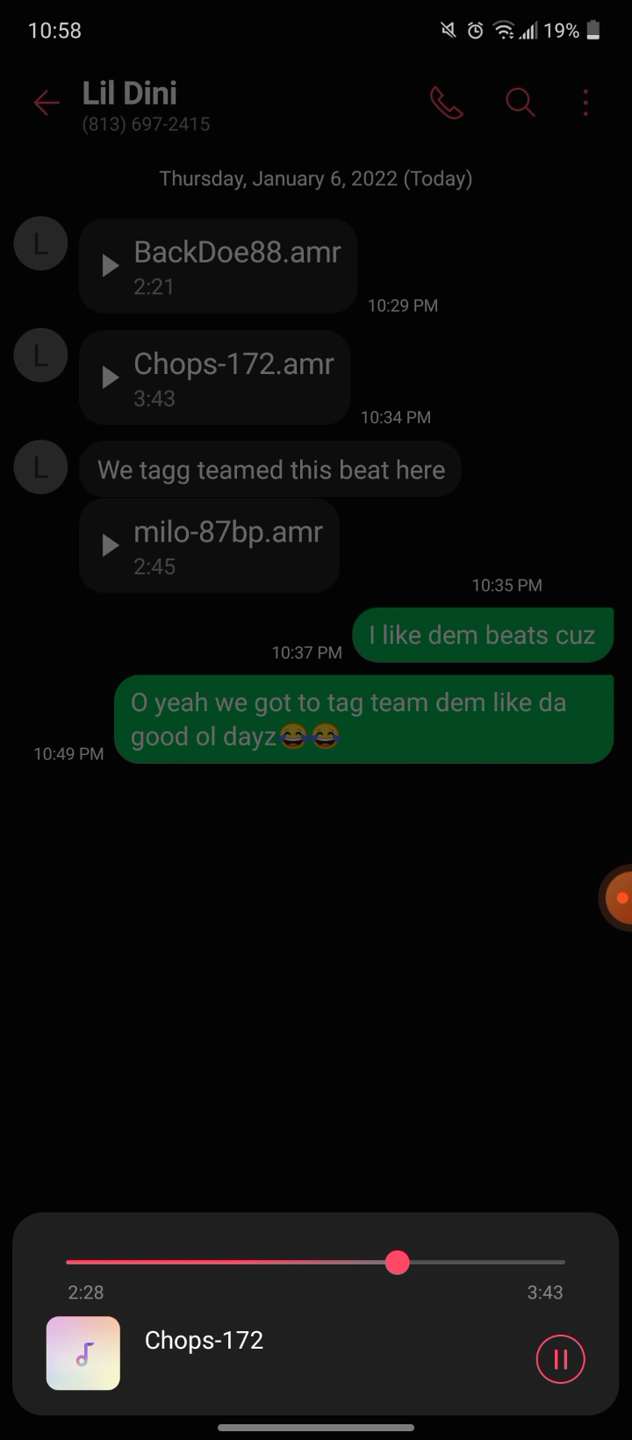 10:58
19%
Lil Dini
(813) 697-2415
Thursday, January 6, 2022 (Today)
L
BackDoe88.amr
2:21
10:29 PM
L
Chops-172.amr
3:43
10:34 PM
L
We tagg teamed this beat here
milo-87bp.amr
2:45
10:35 PM
I like dem beats cuz
10:37 PM
O yeah we got to tag team dem like da
good ol dayz😂😂
10:49 PM
2:28
3:43
Chops-172